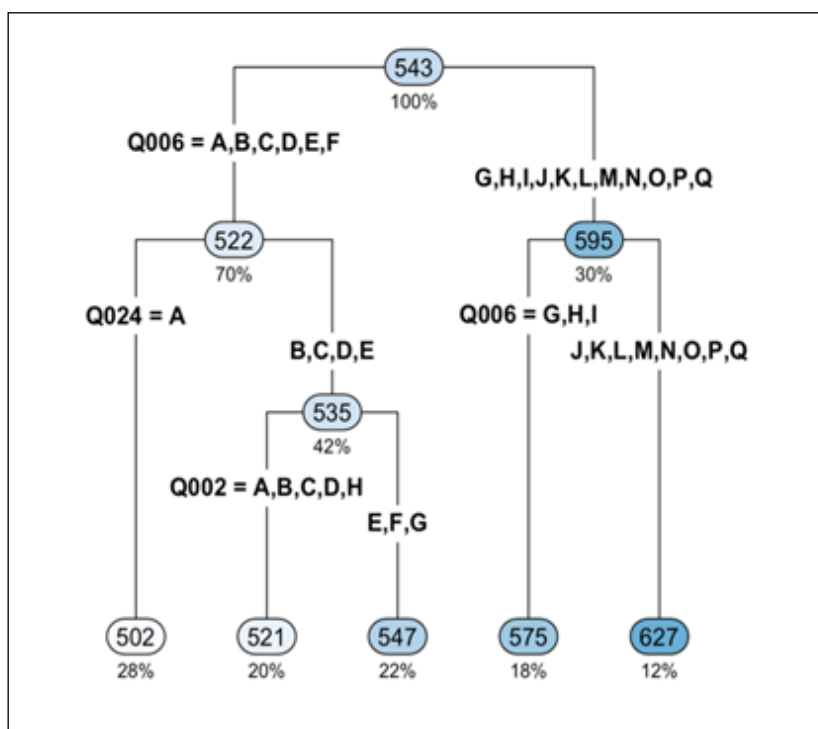 543
100%
Q006 = A,B,C,D,E,F
G,H,I,J,K,L,M,N,O,P,Q
522
70%
595
30%
Q024 = A
Q006 = G,H,I
B,C,D,E
J,K,L,M,N,O,P,Q
535
42%
Q002 = A,B,C,D,H
E,F,G
502
28%
521
20%
547
22%
575
18%
627
12%